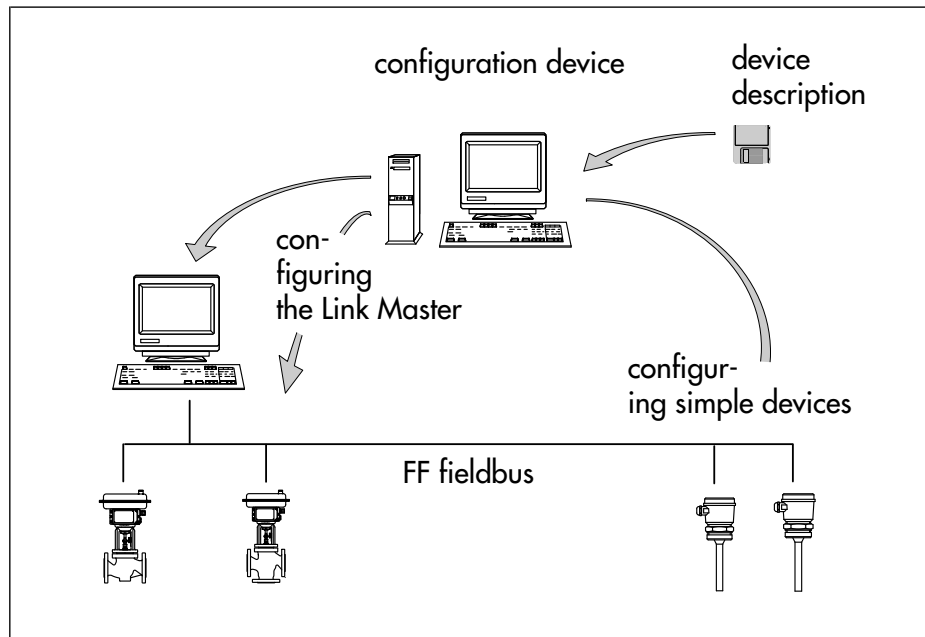 configuration device
device
description
con-
figuring
the Link Master
configur-
ing simple devices
FF fieldbus